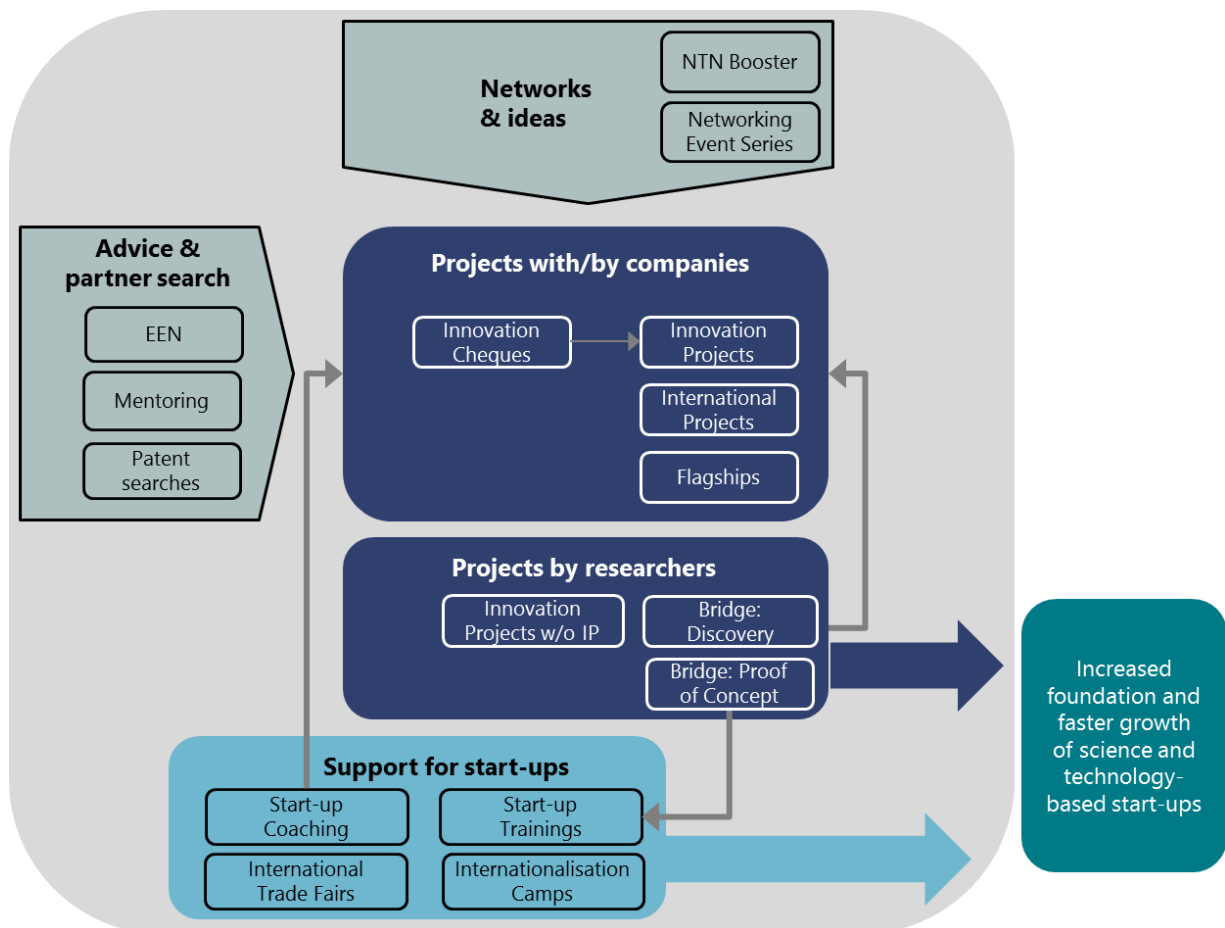 Networks
& ideas
NTN Booster
Networking
Event Series
Advice &
partner search
EEN
Mentoring
Patent
searches
Projects with/by companies
Innovation
Cheques
Innovation
Projects
International
Projects
Flagships
Projects by researchers
Innovation
Projects w/o IP
Bridge:
Discovery
Bridge: Proof
of Concept
Support for start-ups
Start-up
Coaching
Start-up
Trainings
International
Trade Fairs
Internationalisation
Camps
Increased
foundation and
faster growth
of science and
technology-
based start-ups